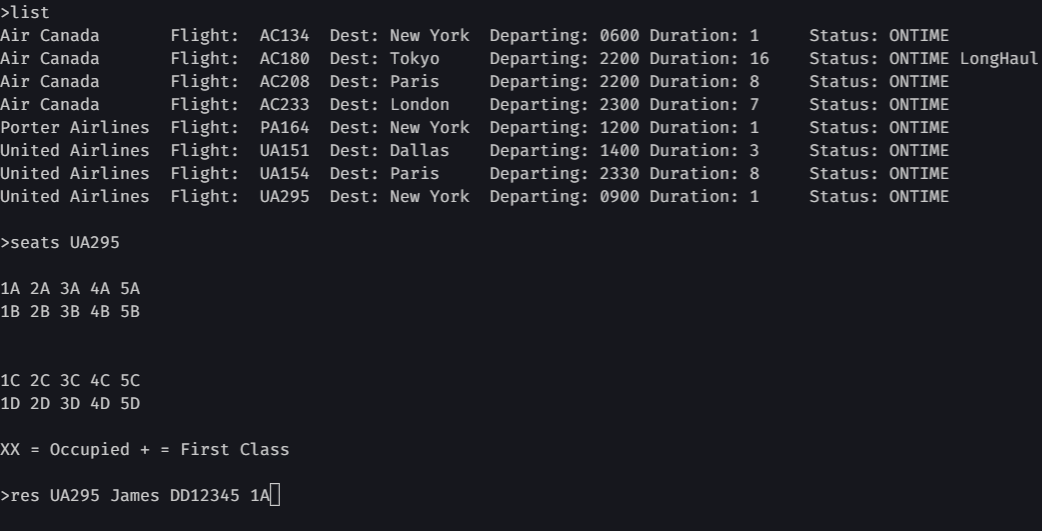 >list
Air Canada       Flight:  AC134  Dest: New York  Departing: 0600 Duration: 1     Status: ONTIME
Air Canada       Flight:  AC180  Dest: Tokyo     Departing: 2200 Duration: 16    Status: ONTIME LongHaul
Air Canada       Flight:  AC208  Dest: Paris     Departing: 2200 Duration: 8     Status: ONTIME
Air Canada       Flight:  AC233  Dest: London    Departing: 2300 Duration: 7     Status: ONTIME
Porter Airlines  Flight:  PA164  Dest: New York  Departing: 1200 Duration: 1     Status: ONTIME
United Airlines  Flight:  UA151  Dest: Dallas    Departing: 1400 Duration: 3     Status: ONTIME
United Airlines  Flight:  UA154  Dest: Paris     Departing: 2330 Duration: 8     Status: ONTIME
United Airlines  Flight:  UA295  Dest: New York  Departing: 0900 Duration: 1     Status: ONTIME
>seats UA295
1A 2A 3A 4A 5A
1B 2B 3B 4B 5B
1C 2C 3C 4C 5C
1D 2D 3D 4D 5D
XX = Occupied + = First Class
>res UA295 James DD12345 1A